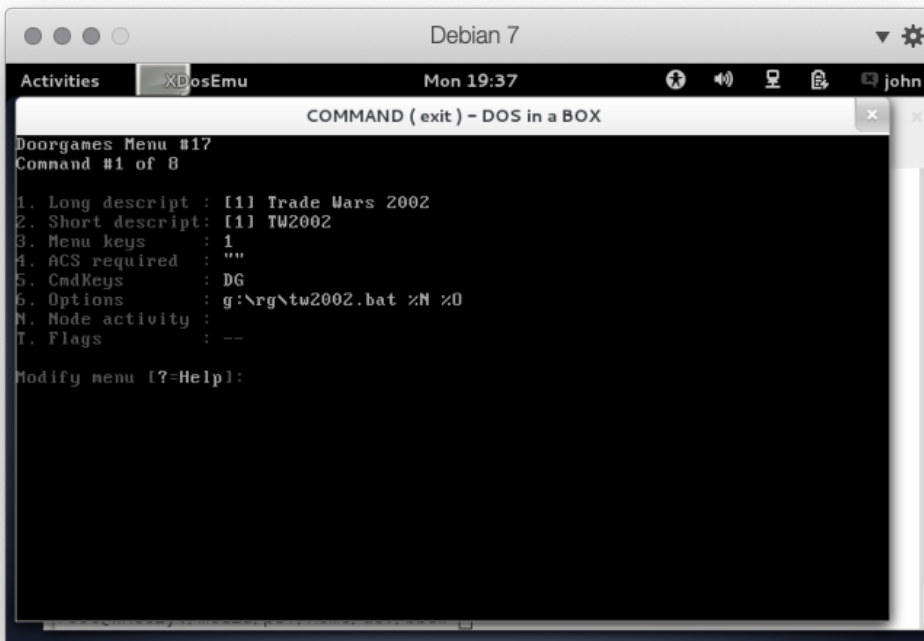 Debian 7
Activities XDosEmu Mon 19:37 john
COMMAND ( exit ) - DOS in a BOX
Doorgames Menu #17
Command #1 of 8
1. Long descript : [1] Trade Wars 2002
2. Short descript: [1] TW2002
3. Menu keys : 1
4. ACS required : ""
5. CmdKeys : DG
6. Options : g:\rg\tw2002.bat %N %O
N. Node activity :
T. Flags : --
Modify menu [?=Help]: